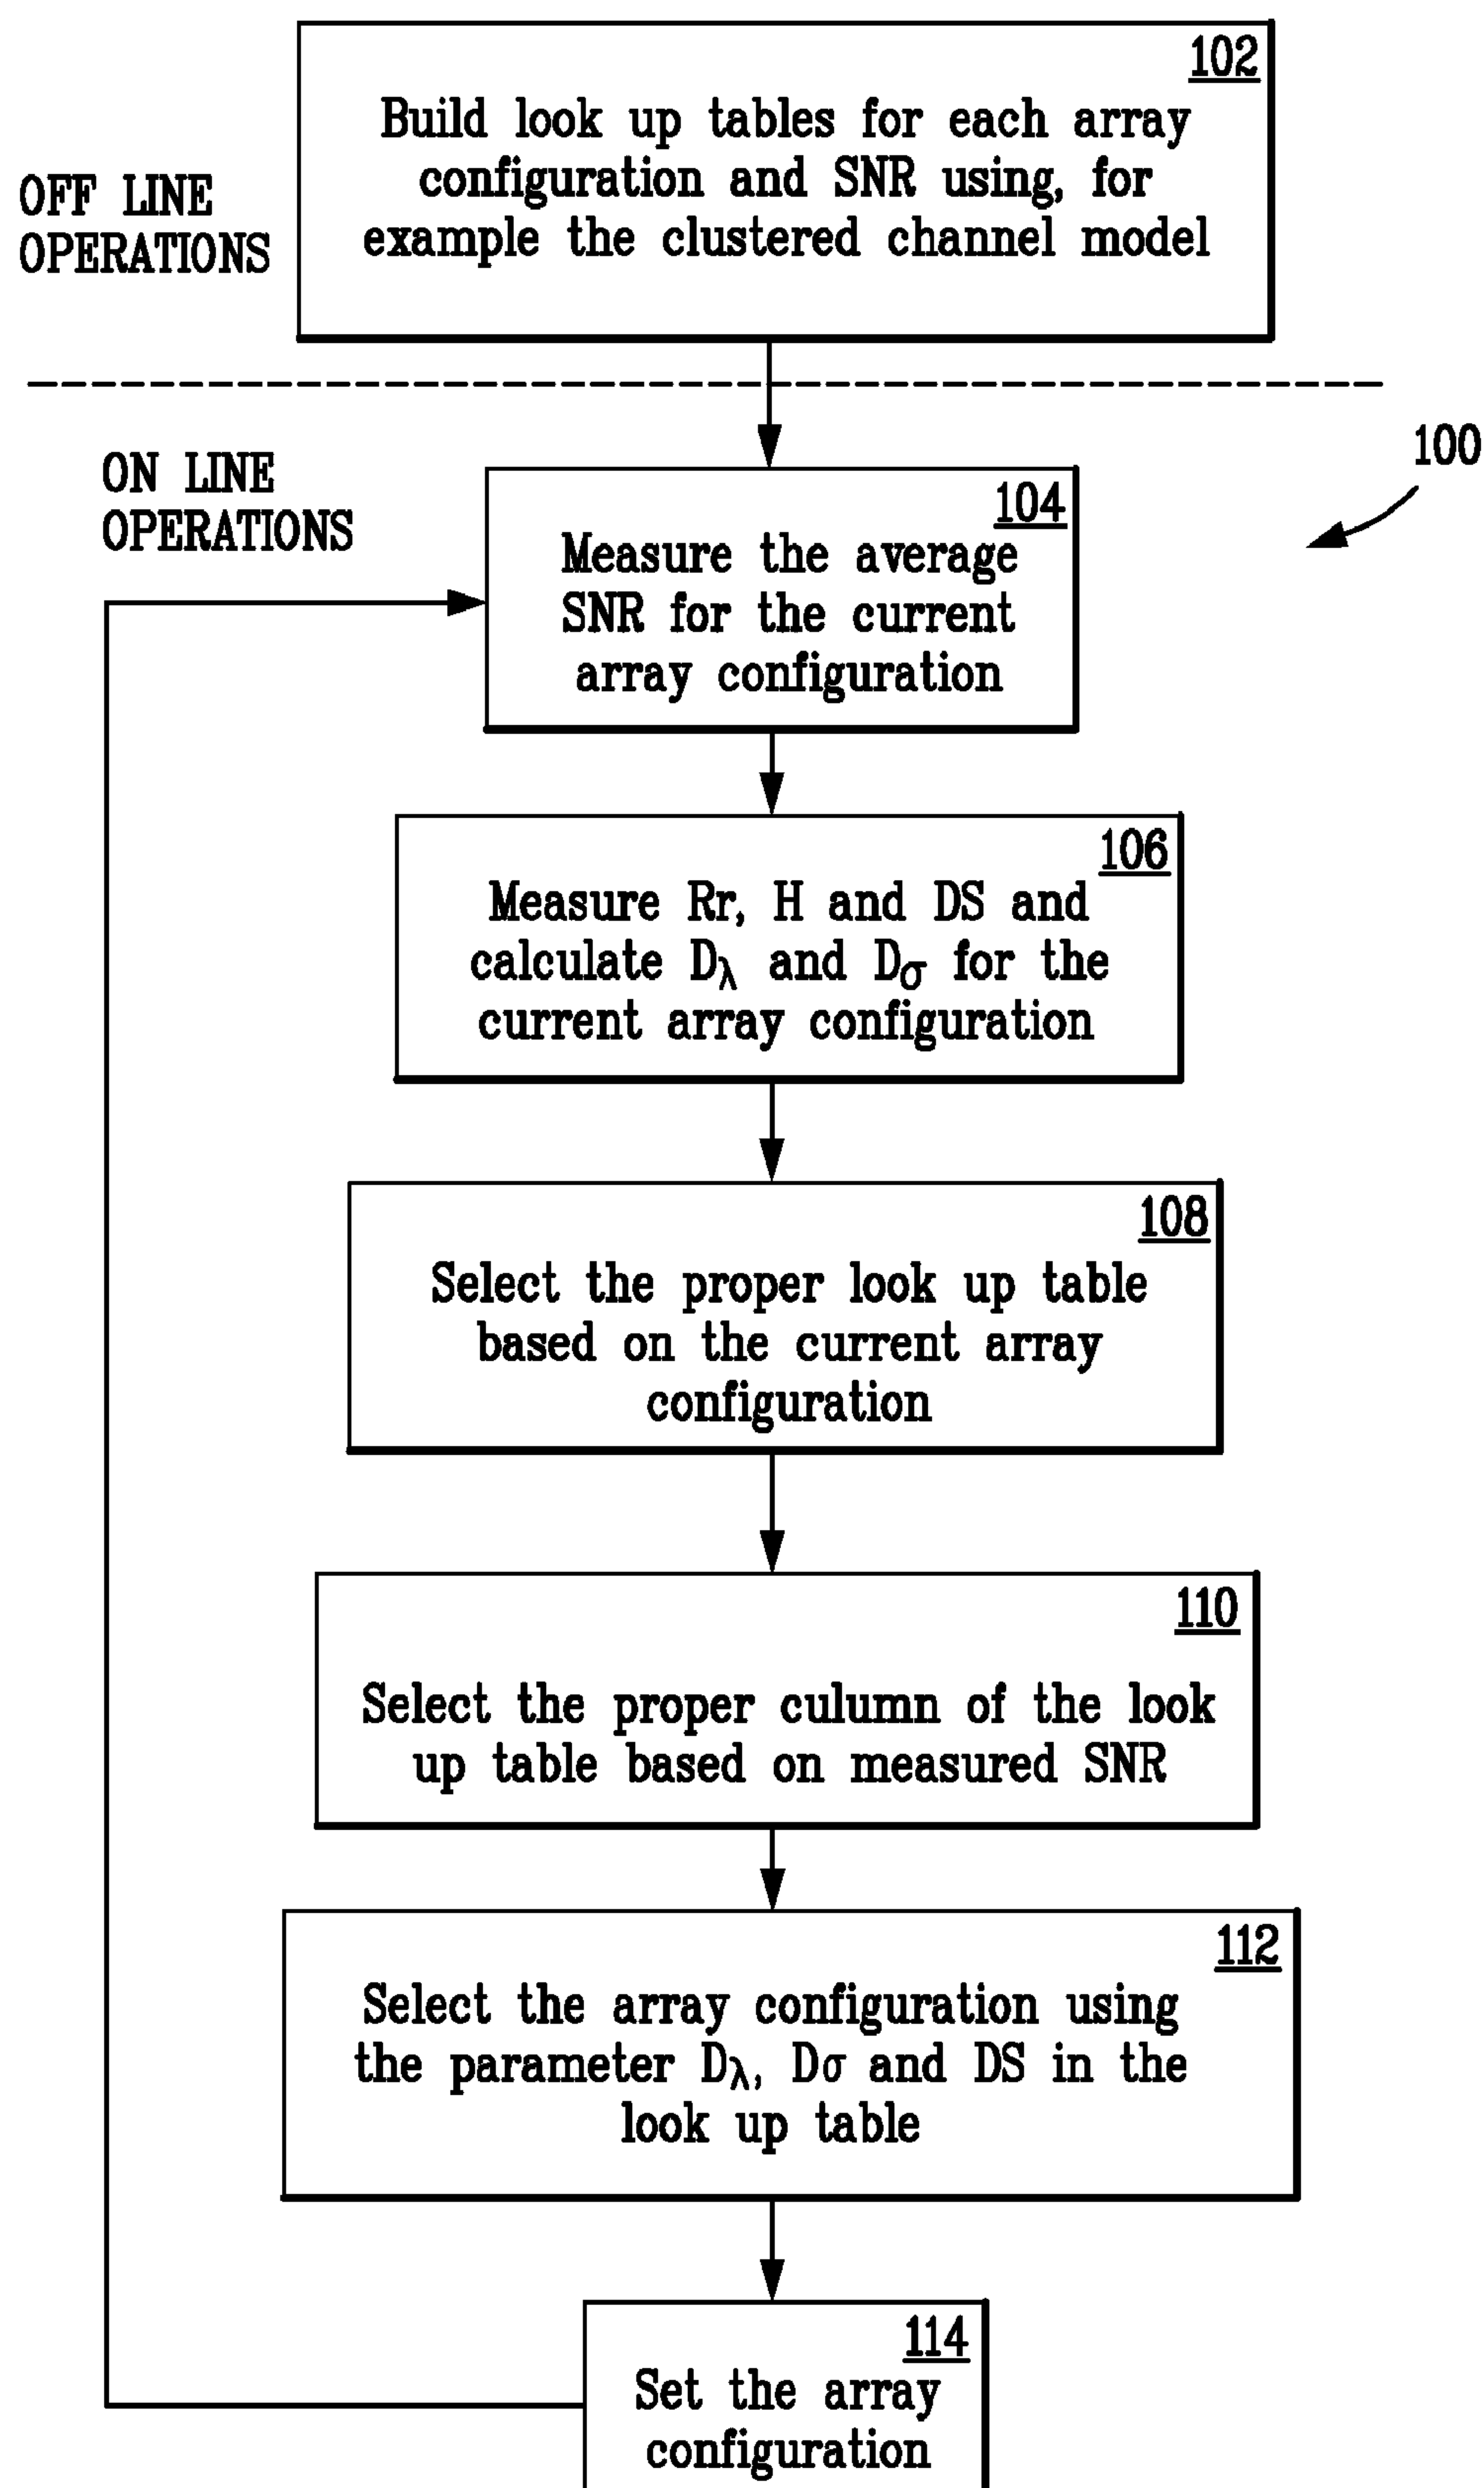 102
Build look up tables for each array
configuration and SNR using, for
example the clustered channel model
OFF LINE
OPERATIONS
ON LINE
OPERATIONS
100
104
Measure the average
SNR for the current
array configuration
106
Measure Rr, H and DS and
calculate Dλ and Dσ for the
current array configuration
108
Select the proper look up table
based on the current array
configuration
110
Select the proper culumn of the look
up table based on measured SNR
112
Select the array configuration using
the parameter Dλ, Dσ and DS in the
look up table
114
Set the array
configuration